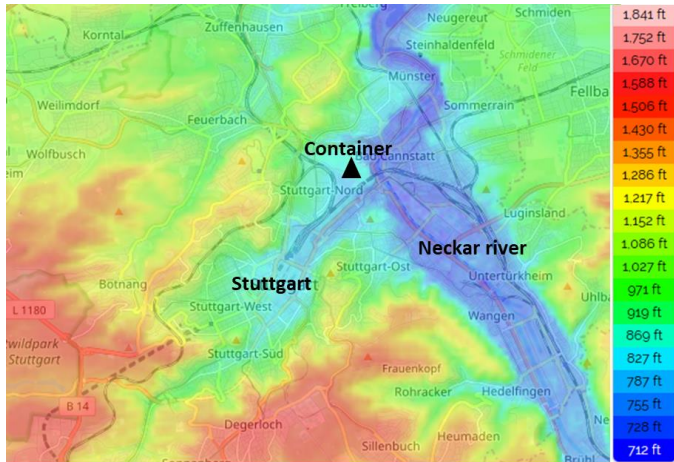 Freiberg
Zuffenhausen
Neugereut
Schmiden
Korntal
Steinhaldenfeld
Schmidener
Feld
Münster
Fellba
Weilimdorf
Sommerrain
Feuerbach
Container
Bad Cannstatt
Wolfbusch
eim
Stuttgart-Nord
Luginsland
Neckar river
Stuttgart-Ost
Untertürkheim
Botnang
Stuttgart
Uhlba
Stuttgart-West
L 1180
Wangen
zwildpark
Stuttgart
Stuttgart-Süd
Frauenkopf
Rohracker
Hedelfingen
B 14
Degerloch
Heumaden
Sillenbuch
Brühl
1.841 ft
1.752 ft
1.670 ft
1.588 ft
1.506 ft
1.430 ft
1.355 ft
1.286 ft
1.217 ft
1.152 ft
1.086 ft
1.027 ft
971 ft
919 ft
869 ft
827 ft
787 ft
755 ft
728 ft
712 ft